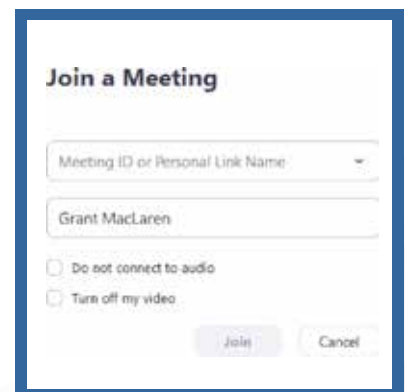 Join a Meeting
Meeting ID or Personal Link Name
Grant MacLaren
Do not connect to audio
Turn off my video
Join Cancel